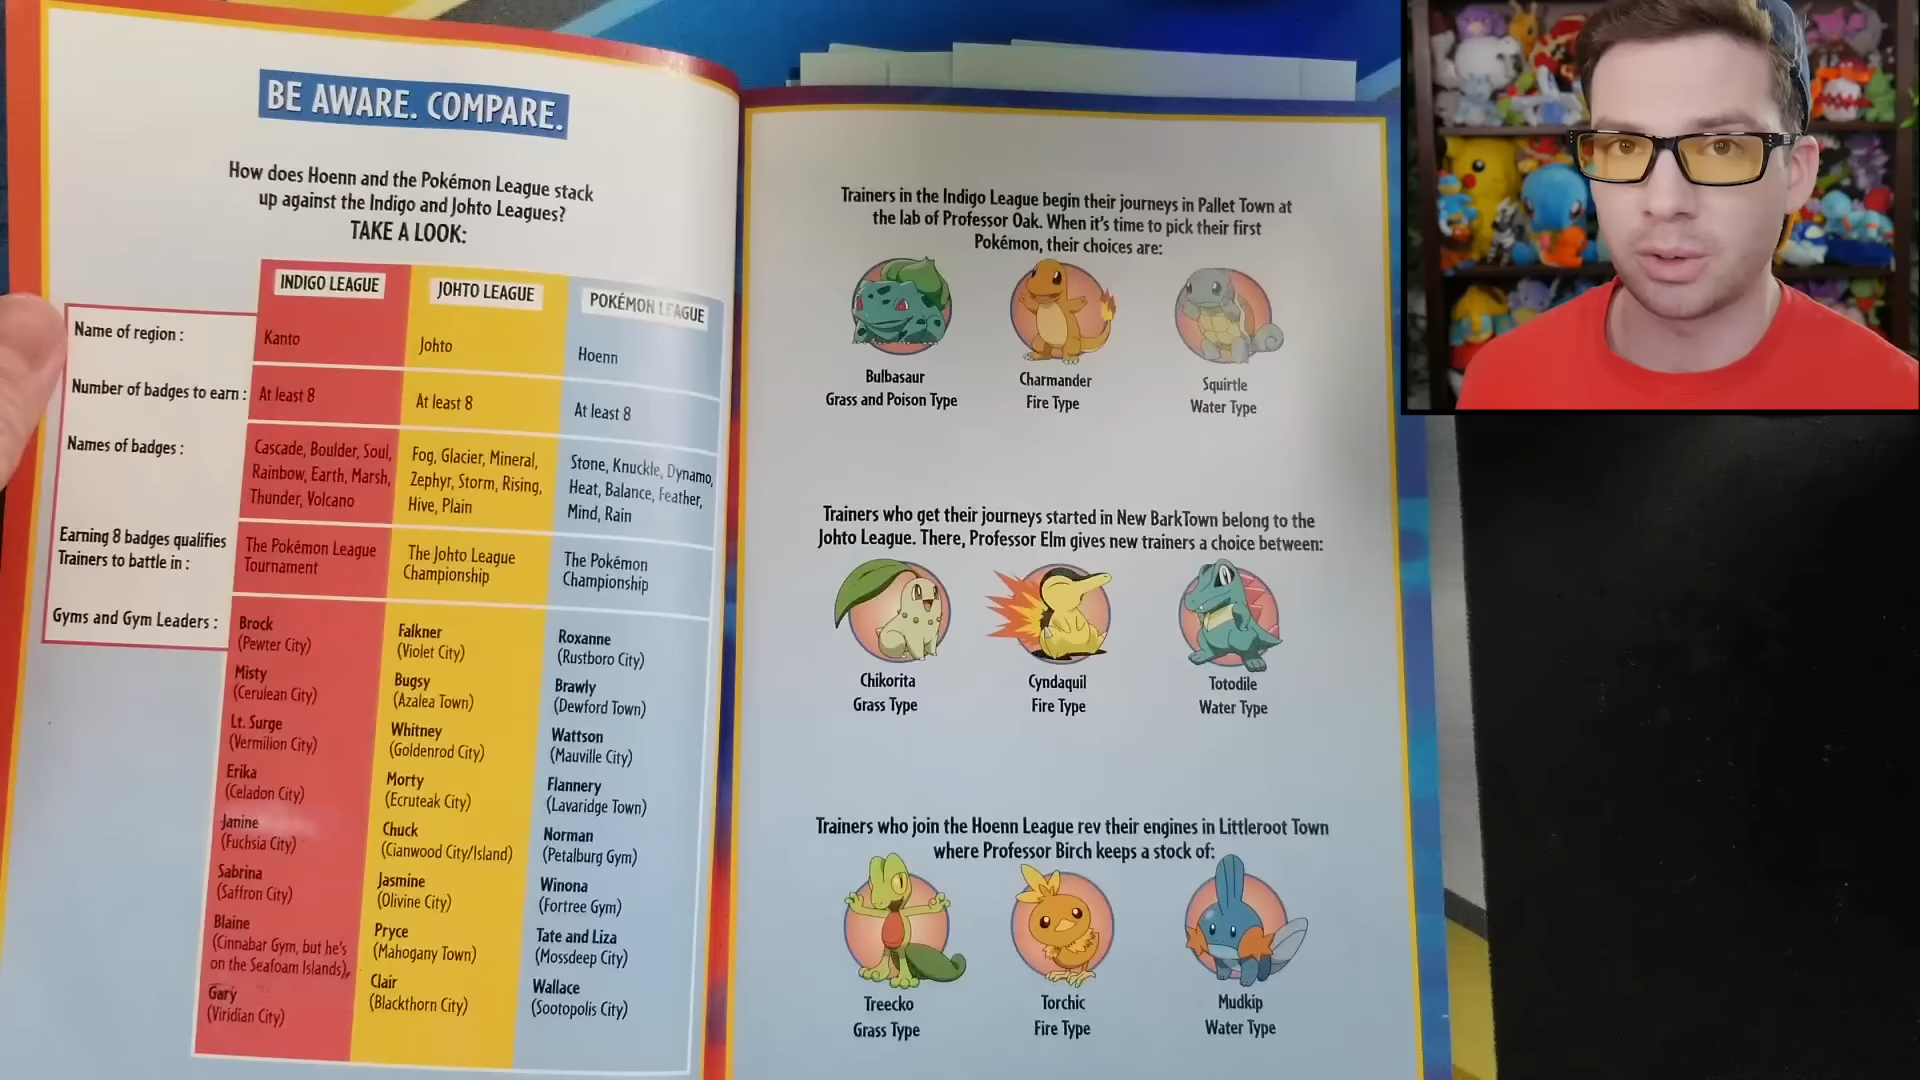 BE AWARE. COMPARE.
How does Hoenn and the Pokémon League stack
up against the Indigo and Johto Leagues?
TAKE A LOOK:
INDIGO LEAGUE
JOHTO LEAGUE
POKÉMON LEAGUE
Name of region :
Kanto
Johto
Hoenn
Number of badges to earn :
At least 8
At least 8
At least 8
Names of badges :
Cascade, Boulder, Soul,
Rainbow, Earth, Marsh,
Thunder, Volcano
Fog, Glacier, Mineral,
Zephyr, Storm, Rising,
Hive, Plain
Stone, Knuckle, Dynamo,
Heat, Balance, Feather,
Mind, Rain
Earning 8 badges qualifies
Trainers to battle in :
The Pokémon League
Tournament
The Johto League
Championship
The Pokémon
Championship
Gyms and Gym Leaders :
Brock
(Pewter City)
Misty
(Cerulean City)
Lt. Surge
(Vermilion City)
Erika
(Celadon City)
Janine
(Fuchsia City)
Sabrina
(Saffron City)
Blaine
(Cinnabar Gym, but he's
on the Seafoam Islands),
Gary
(Viridian City)
Falkner
(Violet City)
Bugsy
(Azalea Town)
Whitney
(Goldenrod City)
Morty
(Ecruteak City)
Chuck
(Cianwood City/Island)
Jasmine
(Olivine City)
Pryce
(Mahogany Town)
Clair
(Blackthorn City)
Roxanne
(Rustboro City)
Brawly
(Dewford Town)
Wattson
(Mauville City)
Flannery
(Lavaridge Town)
Norman
(Petalburg Gym)
Winona
(Fortree Gym)
Tate and Liza
(Mossdeep City)
Wallace
(Sootopolis City)
Trainers in the Indigo League begin their journeys in Pallet Town at
the lab of Professor Oak. When it's time to pick their first
Pokémon, their choices are:
Bulbasaur
Grass and Poison Type
Charmander
Fire Type
Squirtle
Water Type
Trainers who get their journeys started in New BarkTown belong to the
Johto League. There, Professor Elm gives new trainers a choice between:
Chikorita
Grass Type
Cyndaquil
Fire Type
Totodile
Water Type
Trainers who join the Hoenn League rev their engines in Littleroot Town
where Professor Birch keeps a stock of:
Treecko
Grass Type
Torchic
Fire Type
Mudkip
Water Type